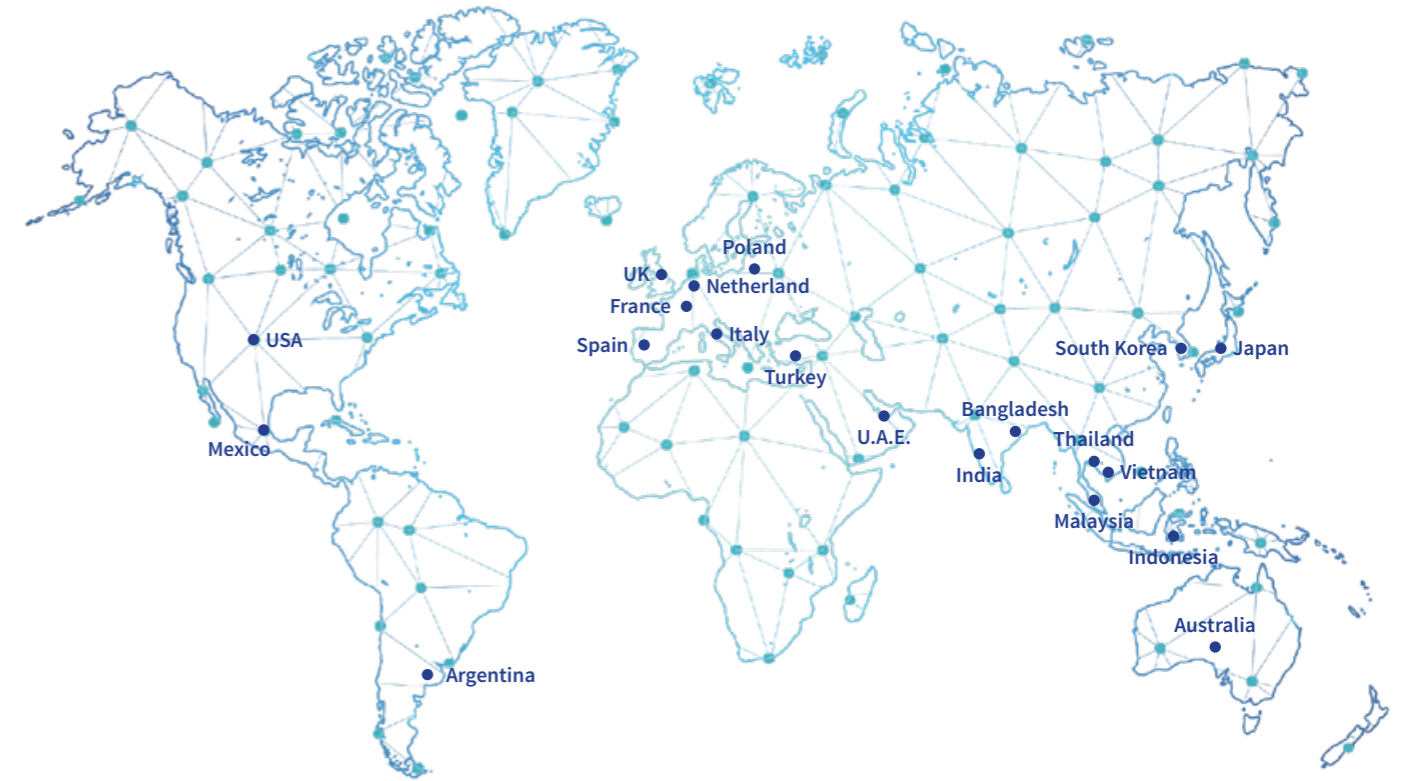 Poland
UK
Netherland
France
Italy
Spain
USA
Turkey
South Korea
Japan
Bangladesh
U.A.E.
Thailand
Mexico
India
Vietnam
Malaysia
Indonesia
Australia
Argentina